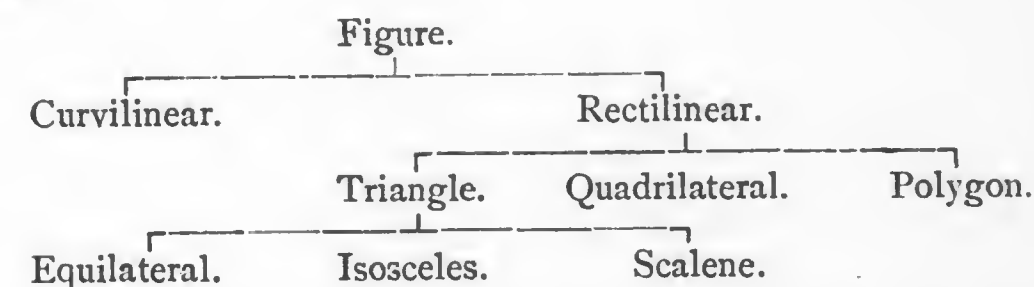 Figure.
Curvilinear. Rectilinear.
Triangle. Quadrilateral. Polygon.
Equilateral. Isosceles. Scalene.